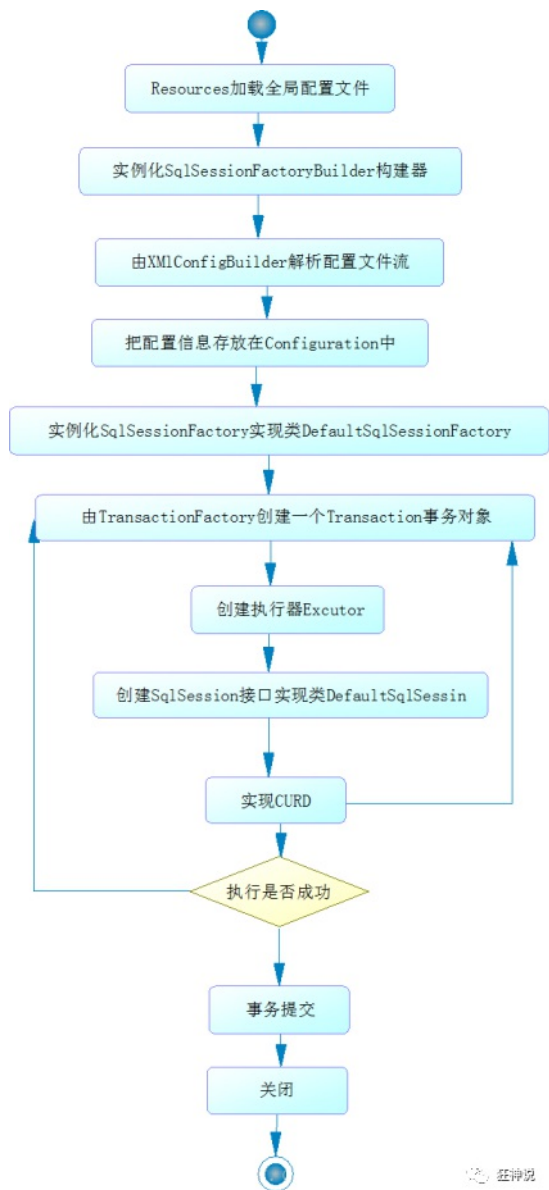 Resources加载全局配置文件
实例化SqlSessionFactoryBuilder构建器
由XMlConfigBuilder解析配置文件流
把配置信息存放在Configuration中
实例化SqlSessionFactory实现类DefaultSqlSessionFactory
由TransactionFactory创建一个Transaction事务对象
创建执行器Excutor
创建SqlSession接口实现类DefaultSqlSessin
实现CURD
执行是否成功
事务提交
关闭
狂神说